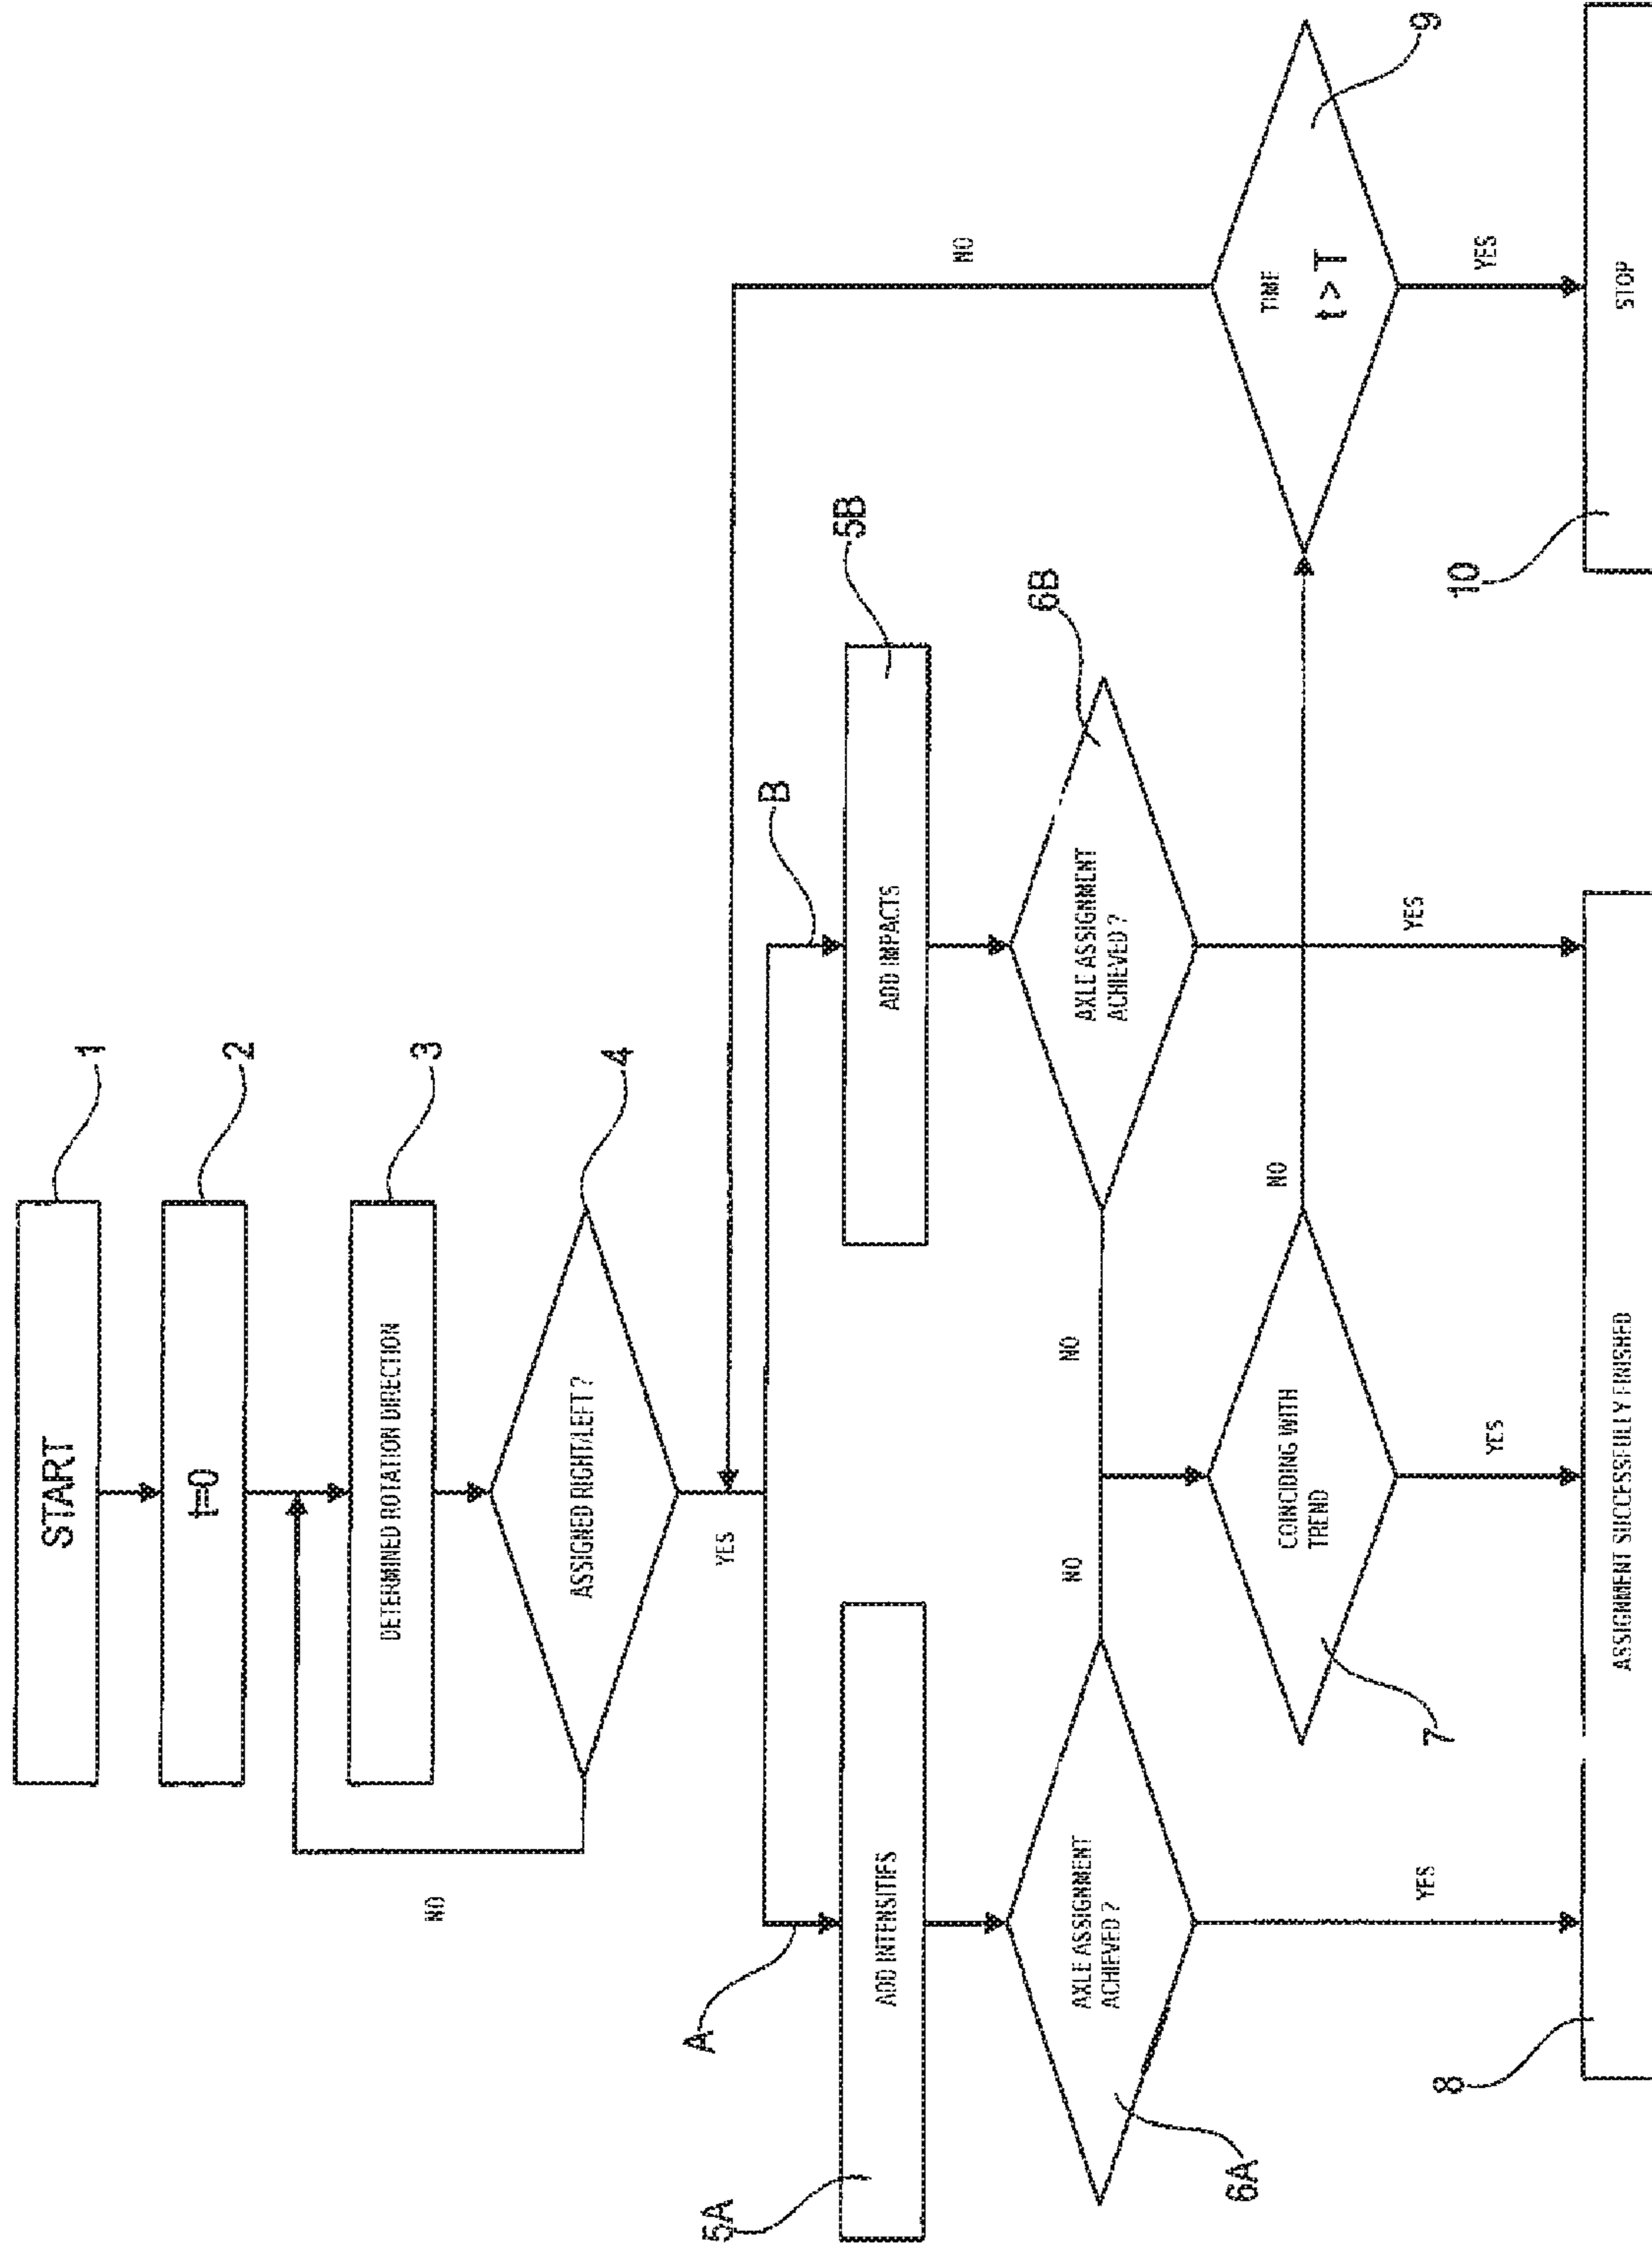 START
1
t=0
2
DETERMINED ROTATION DIRECTION
3
ASSIGNED RIGHT/LEFT ?
4
NO
YES
NO
A
B
5A
ADD INTENSITIES
ADD IMPACTS
5B
AXLE ASSIGNMENT
ACHIEVED ?
6A
NO
NO
AXLE ASSIGNMENT
ACHIEVED ?
6B
COINCIDING WITH
TREND
7
NO
TIME
t > T
9
YES
YES
YES
YES
8
ASSIGNMENT SUCCESSFULLY FINISHED
10
STOP